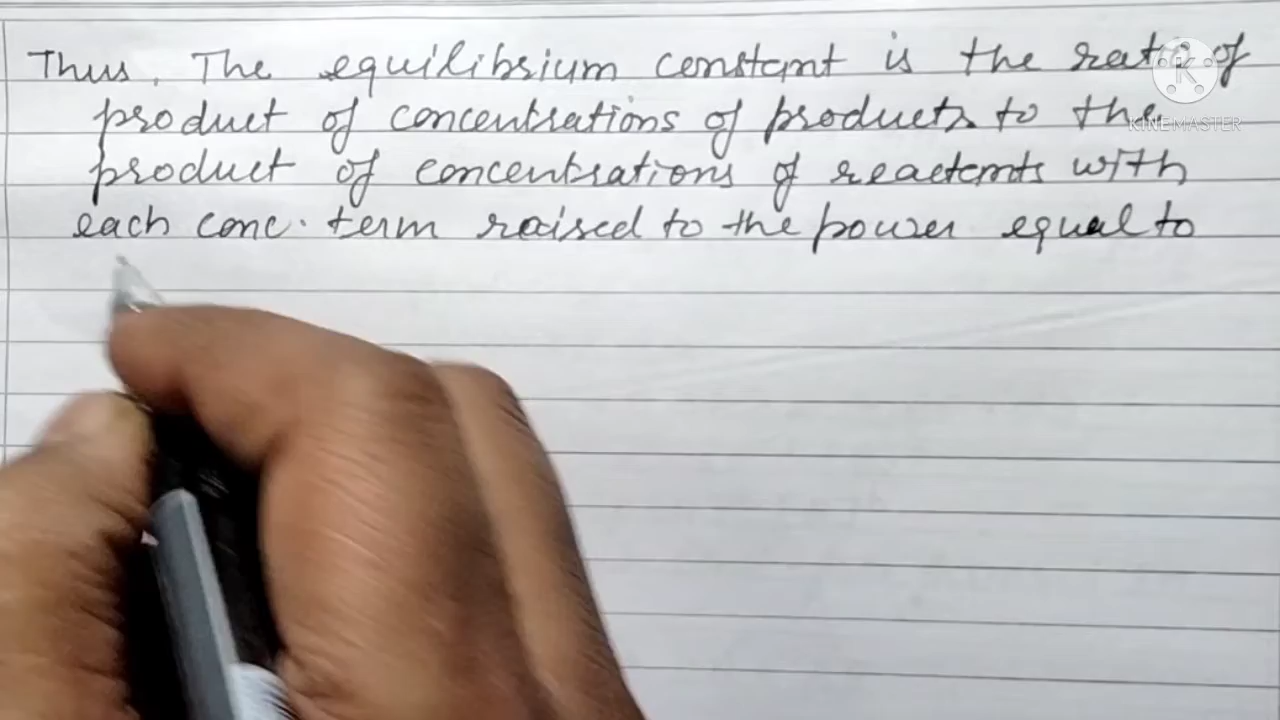 Thus, The equilibrium constant is the ratio of
product of concentrations of products to the
product of concentrations of reactants with
each conc. term raised to the power equal to
K
KINEMASTER